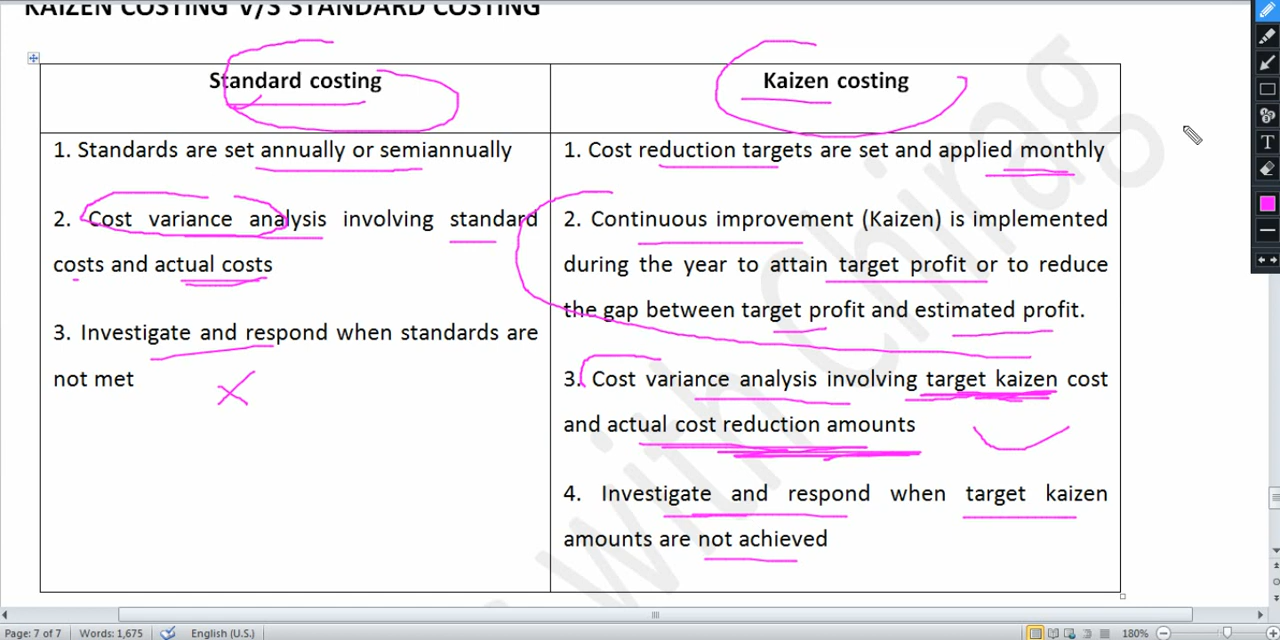 KAIZEN COSTING V/S STANDARD COSTING
Standard costing
Kaizen costing
1. Standards are set annually or semiannually
2. Cost variance analysis involving standard
costs and actual costs
3. Investigate and respond when standards are
not met
1. Cost reduction targets are set and applied monthly
2. Continuous improvement (Kaizen) is implemented
during the year to attain target profit or to reduce
the gap between target profit and estimated profit.
3. Cost variance analysis involving target kaizen cost
and actual cost reduction amounts
4. Investigate and respond when target kaizen
amounts are not achieved
with Chirag
T
Page: 7 of 7
Words: 1,675
English (U.S.)
180%